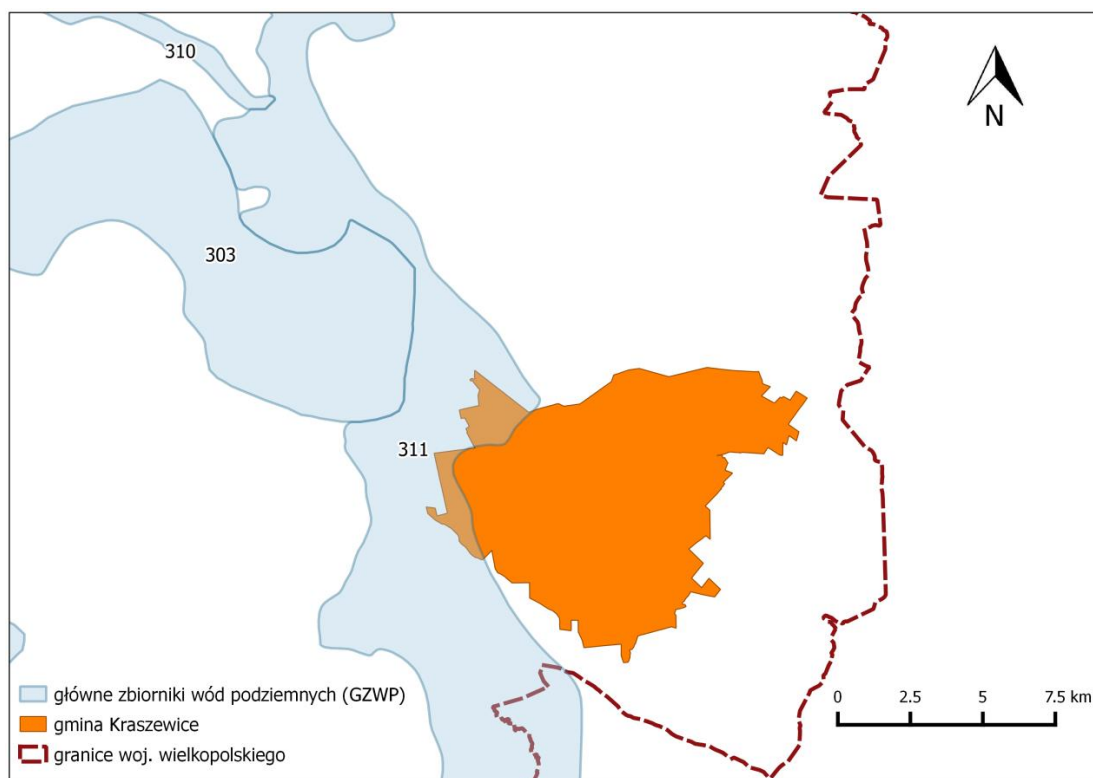 310
N
303
311
główne zbiorniki wód podziemnych (GZWP)
gmina Kraszewice
granice woj. wielkopolskiego
0 2.5 5 7.5 km